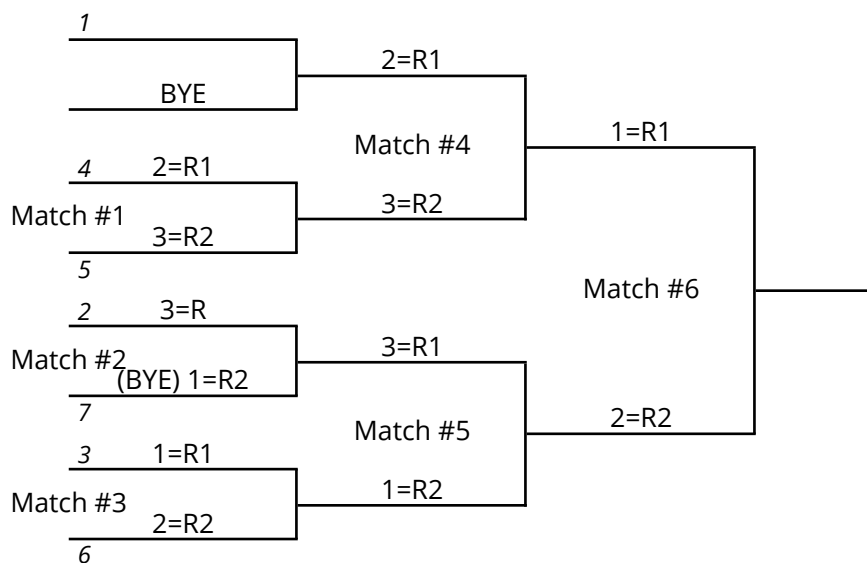 1
2=R1
BYE
1=R1
Match #4
4
2=R1
3=R2
Match #1
3=R2
5
Match #6
2
3=R
3=R1
Match #2
(BYE) 1=R2
7
2=R2
Match #5
3
1=R1
1=R2
Match #3
2=R2
6